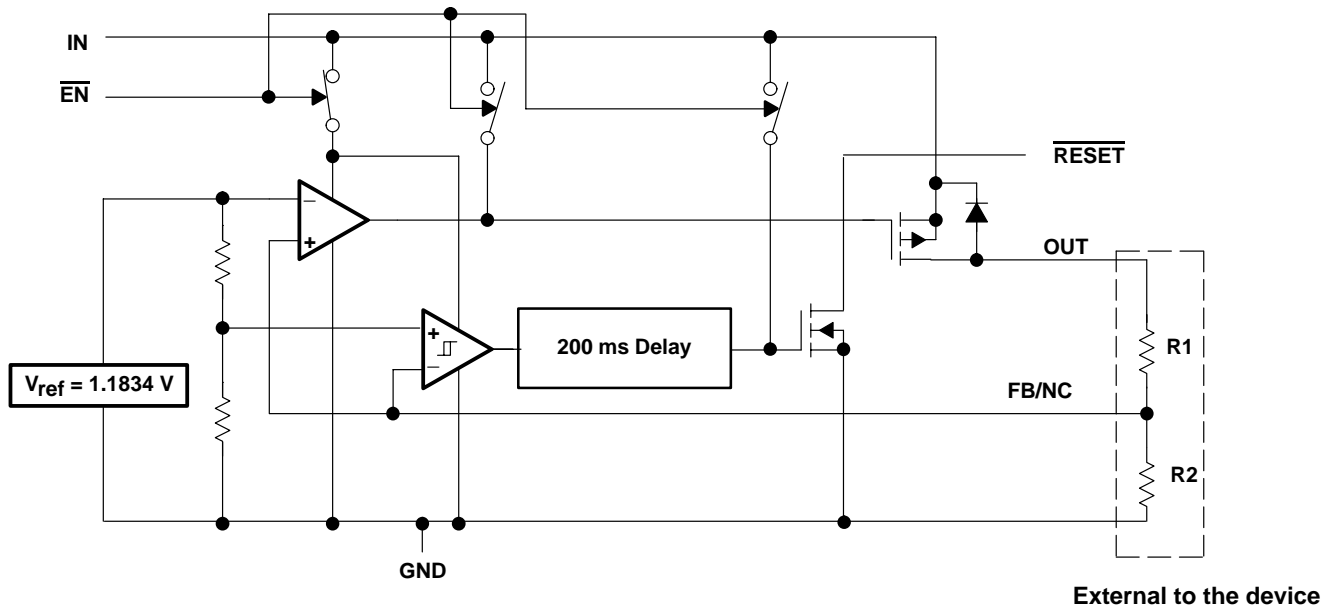 IN
EN
RESET
−
+
OUT
+
−
200 ms Delay
R1
Vref = 1.1834 V
FB/NC
R2
GND
External to the device